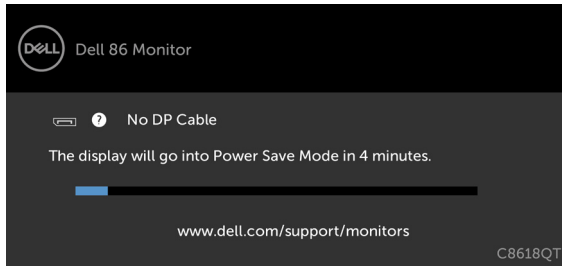 DELL
Dell 86 Monitor
? No DP Cable
The display will go into Power Save Mode in 4 minutes.
www.dell.com/support/monitors
C8618QT